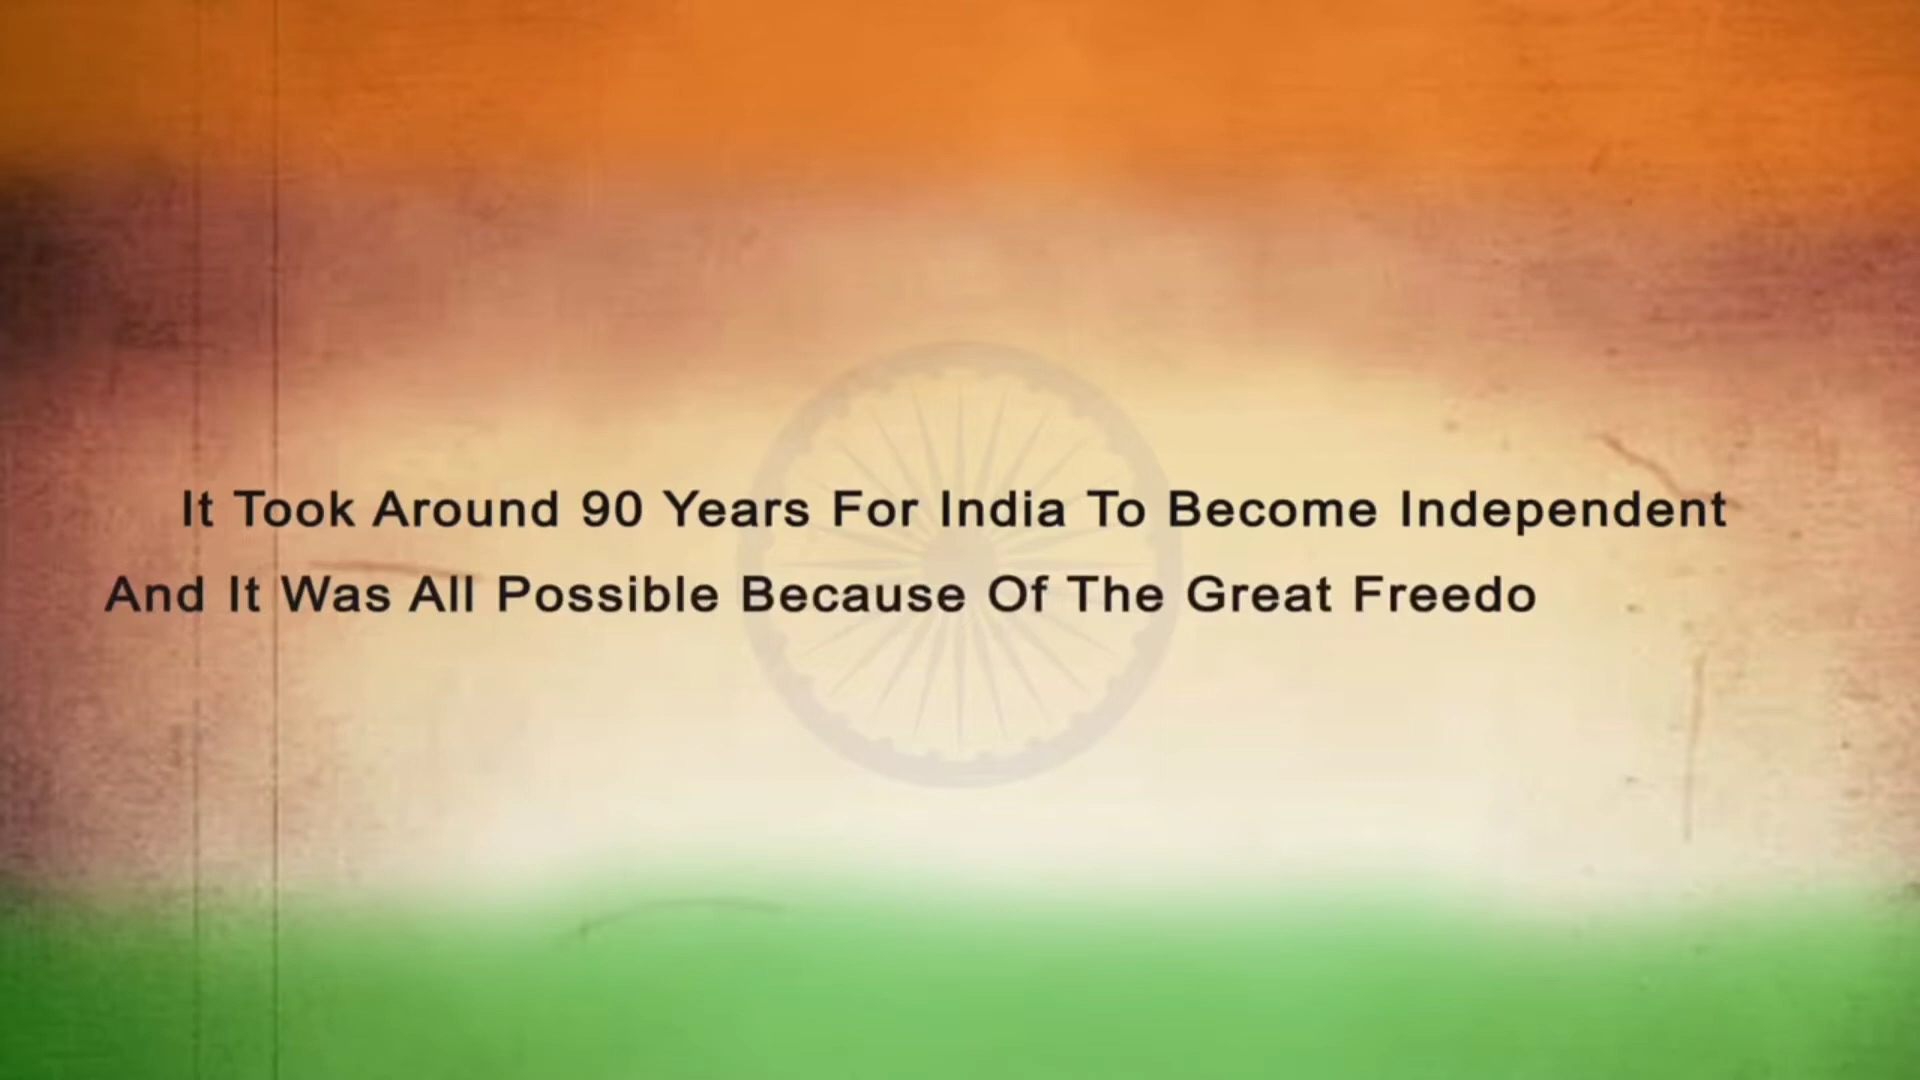 It Took Around 90 Years For India To Become Independent
And It Was All Possible Because Of The Great Freedo